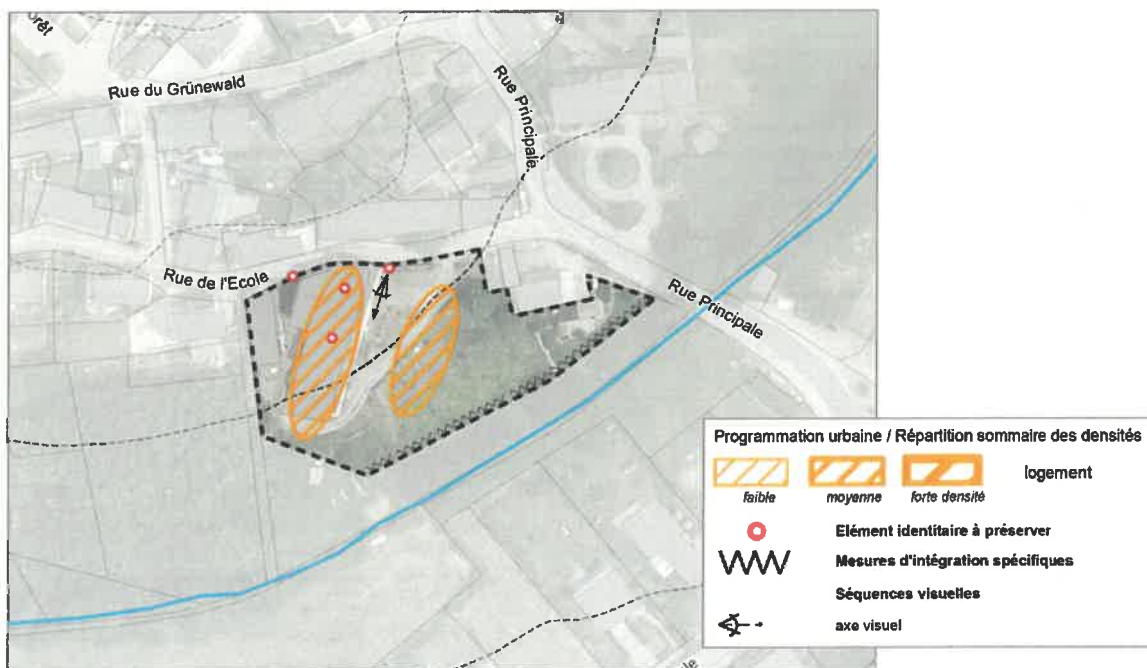 orêt
Rue du Grünewald
Rue Principale
Rue de l'Ecole
Rue Principale
Programmation urbaine / Répartition sommaire des densités
logement
faible moyenne forte densité
Elément identitaire à préserver
Mesures d'intégration spécifiques
Séquences visuelles
axe visuel